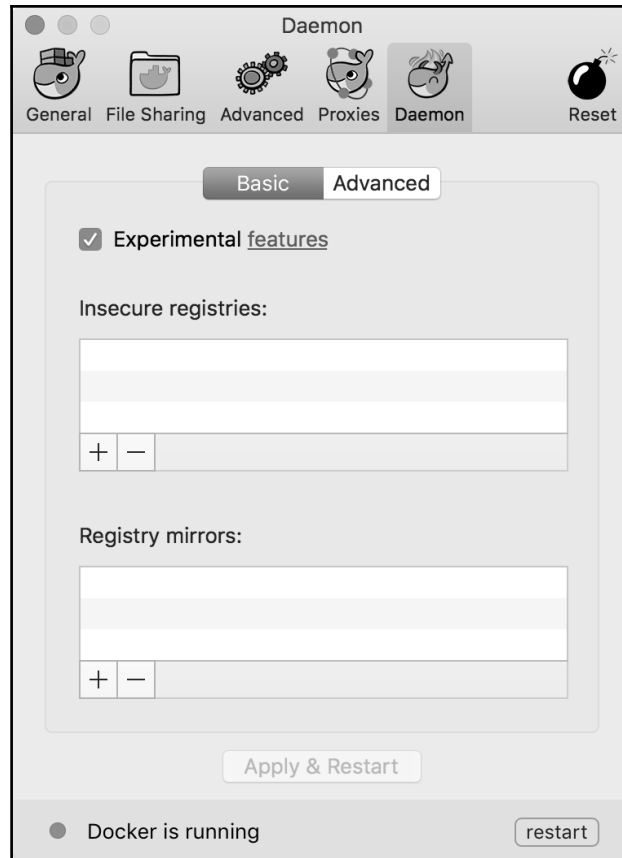 Daemon
General File Sharing Advanced Proxies Daemon Reset
Basic Advanced
Experimental features
Insecure registries:
+ −
Registry mirrors:
+ −
Apply & Restart
Docker is running restart